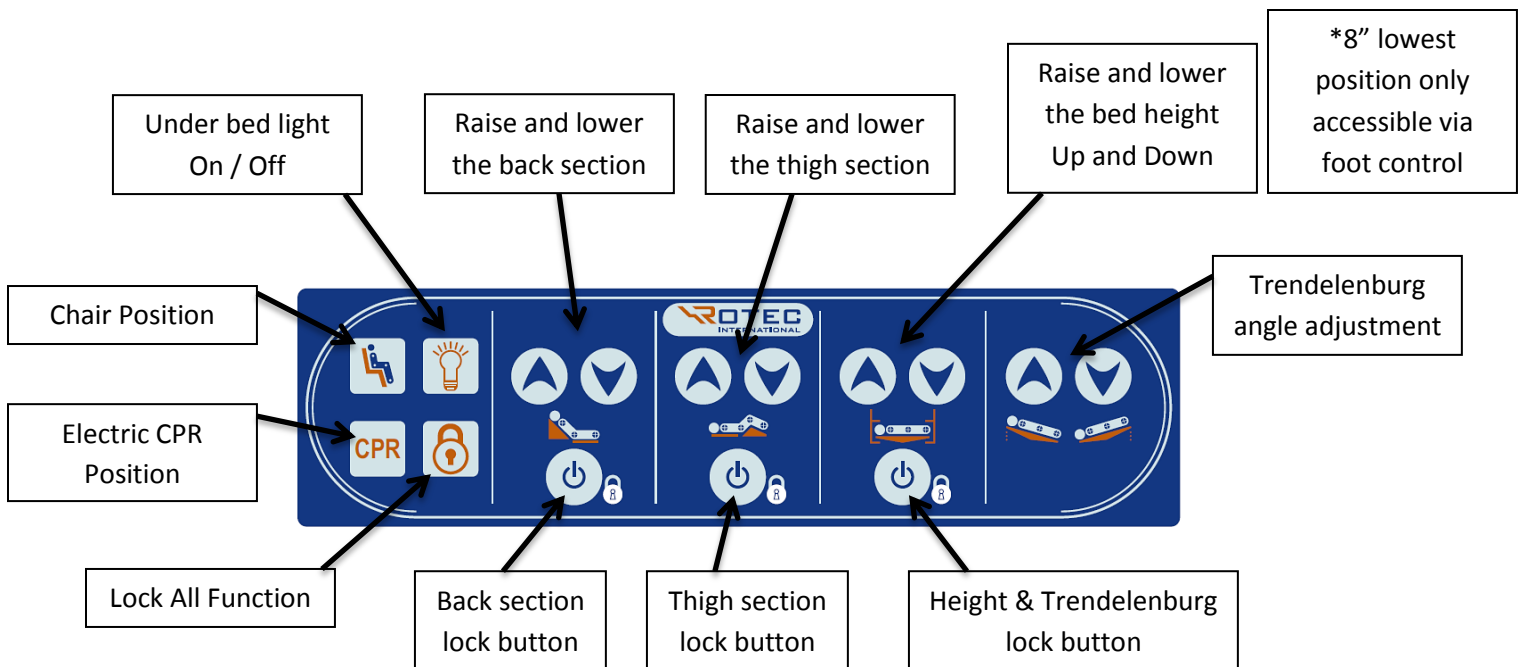 *8” lowest
position only
accessible via
foot control
Raise and lower
the bed height
Up and Down
Under bed light
On / Off
Raise and lower
the back section
Raise and lower
the thigh section
Trendelenburg
angle adjustment
Chair Position
ROTEC
INTERNATIONAL
Electric CPR
Position
CPR
Lock All Function
Back section
lock button
Thigh section
lock button
Height & Trendelenburg
lock button